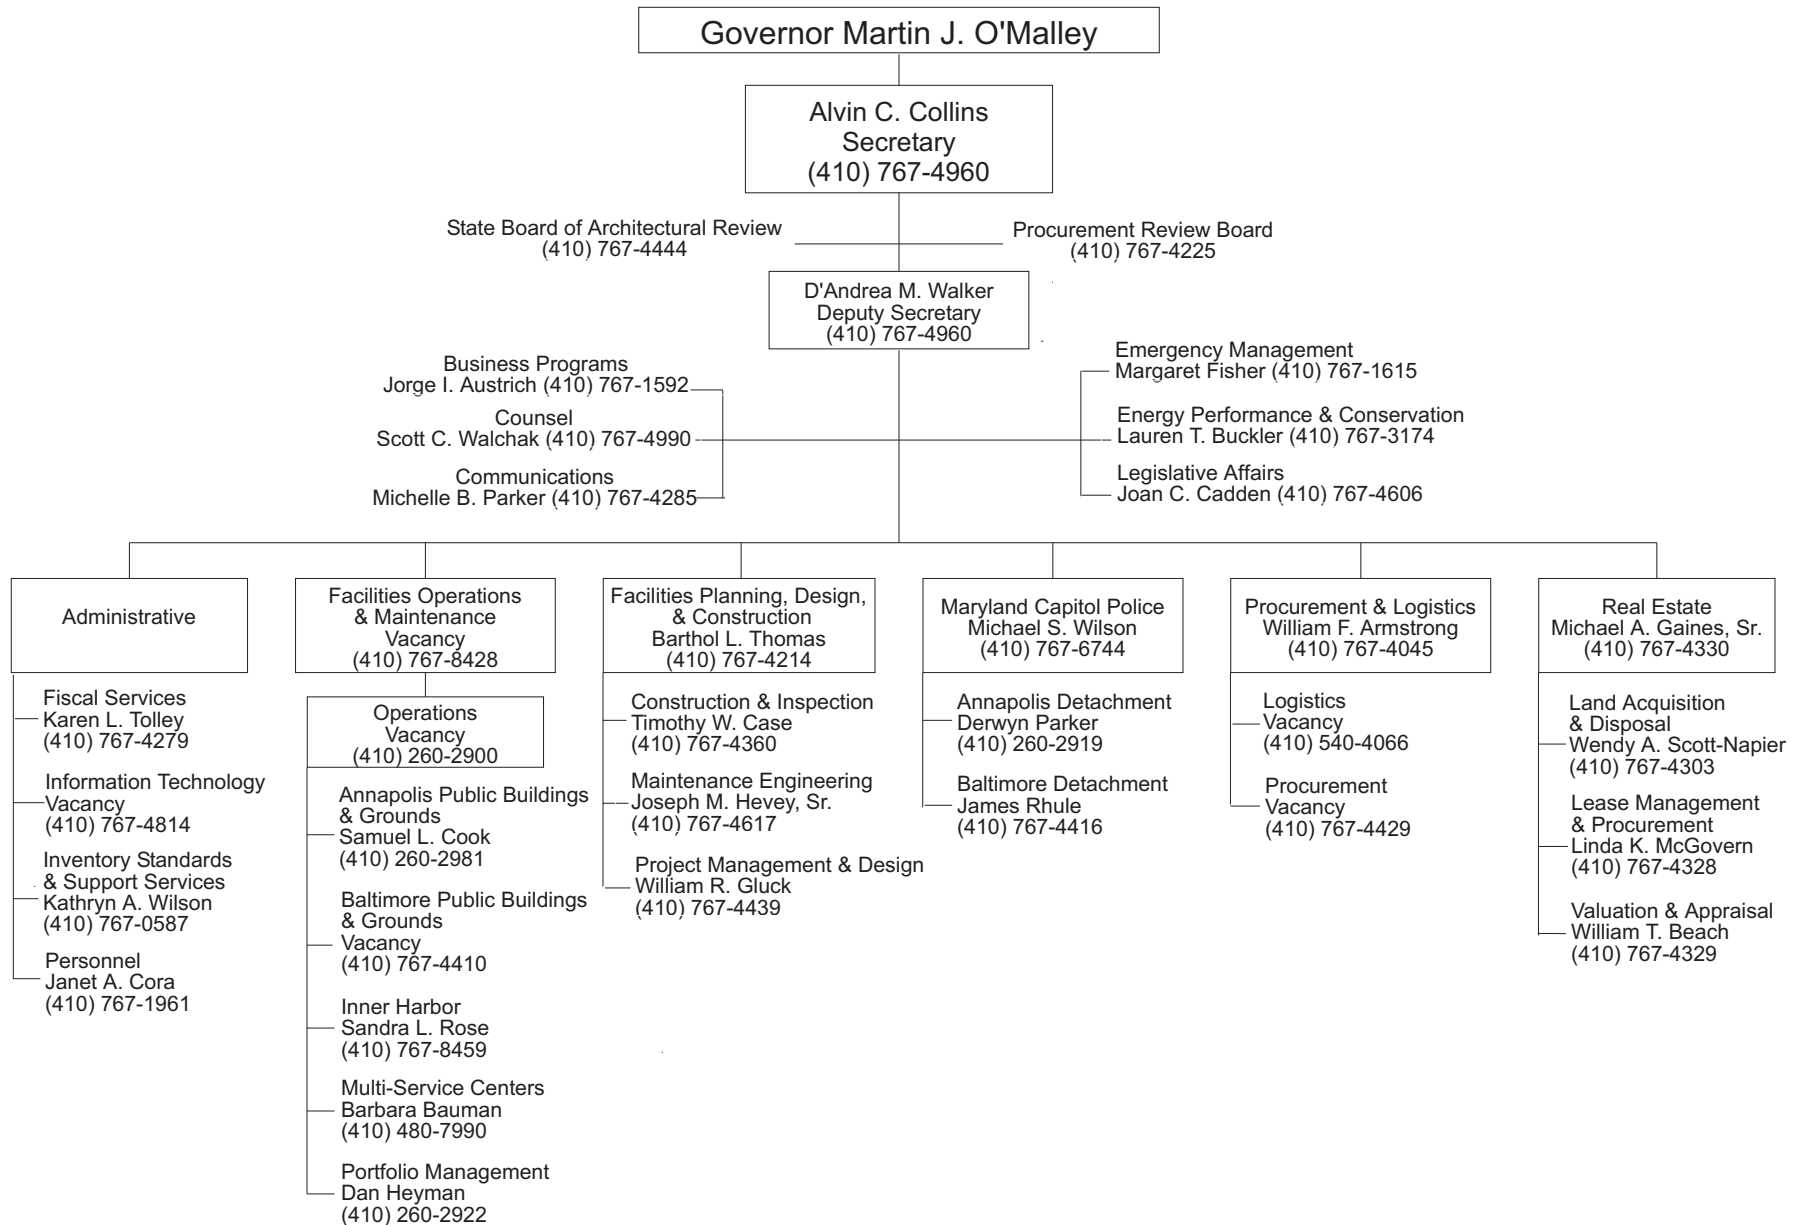 Governor Martin J. O'Malley
Alvin C. Collins
Secretary
(410) 767-4960
State Board of Architectural Review
(410) 767-4444
Procurement Review Board
(410) 767-4225
D'Andrea M. Walker
Deputy Secretary
(410) 767-4960
Business Programs
Jorge I. Austrich (410) 767-1592
Counsel
Scott C. Walchak (410) 767-4990
Communications
Michelle B. Parker (410) 767-4285
Emergency Management
Margaret Fisher (410) 767-1615
Energy Performance & Conservation
Lauren T. Buckler (410) 767-3174
Legislative Affairs
Joan C. Cadden (410) 767-4606
Administrative
Fiscal Services
Karen L. Tolley
(410) 767-4279
Information Technology
Vacancy
(410) 767-4814
Inventory Standards
& Support Services
Kathryn A. Wilson
(410) 767-0587
Personnel
Janet A. Cora
(410) 767-1961
Facilities Operations
& Maintenance
Vacancy
(410) 767-8428
Operations
Vacancy
(410) 260-2900
Annapolis Public Buildings
& Grounds
Samuel L. Cook
(410) 260-2981
Baltimore Public Buildings
& Grounds
Vacancy
(410) 767-4410
Inner Harbor
Sandra L. Rose
(410) 767-8459
Multi-Service Centers
Barbara Bauman
(410) 480-7990
Portfolio Management
Dan Heyman
(410) 260-2922
Facilities Planning, Design,
& Construction
Barthol L. Thomas
(410) 767-4214
Construction & Inspection
Timothy W. Case
(410) 767-4360
Maintenance Engineering
Joseph M. Hevey, Sr.
(410) 767-4617
Project Management & Design
William R. Gluck
(410) 767-4439
Maryland Capitol Police
Michael S. Wilson
(410) 767-6744
Annapolis Detachment
Derwyn Parker
(410) 260-2919
Baltimore Detachment
James Rhule
(410) 767-4416
Procurement & Logistics
William F. Armstrong
(410) 767-4045
Logistics
Vacancy
(410) 540-4066
Procurement
Vacancy
(410) 767-4429
Real Estate
Michael A. Gaines, Sr.
(410) 767-4330
Land Acquisition
& Disposal
Wendy A. Scott-Napier
(410) 767-4303
Lease Management
& Procurement
Linda K. McGovern
(410) 767-4328
Valuation & Appraisal
William T. Beach
(410) 767-4329